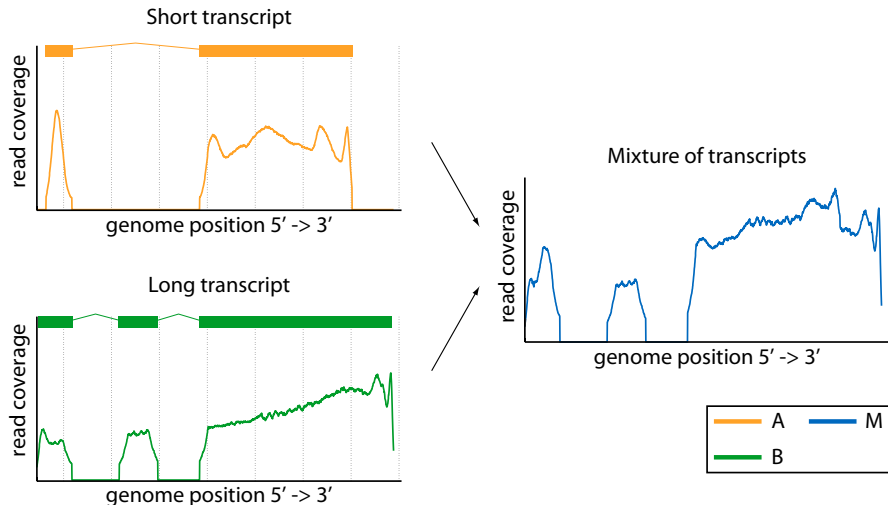 Short transcript
read coverage
genome position 5’ -> 3’
Long transcript
read coverage
genome position 5’ -> 3’
Mixture of transcripts
read coverage
genome position 5’ -> 3’
A
M
B